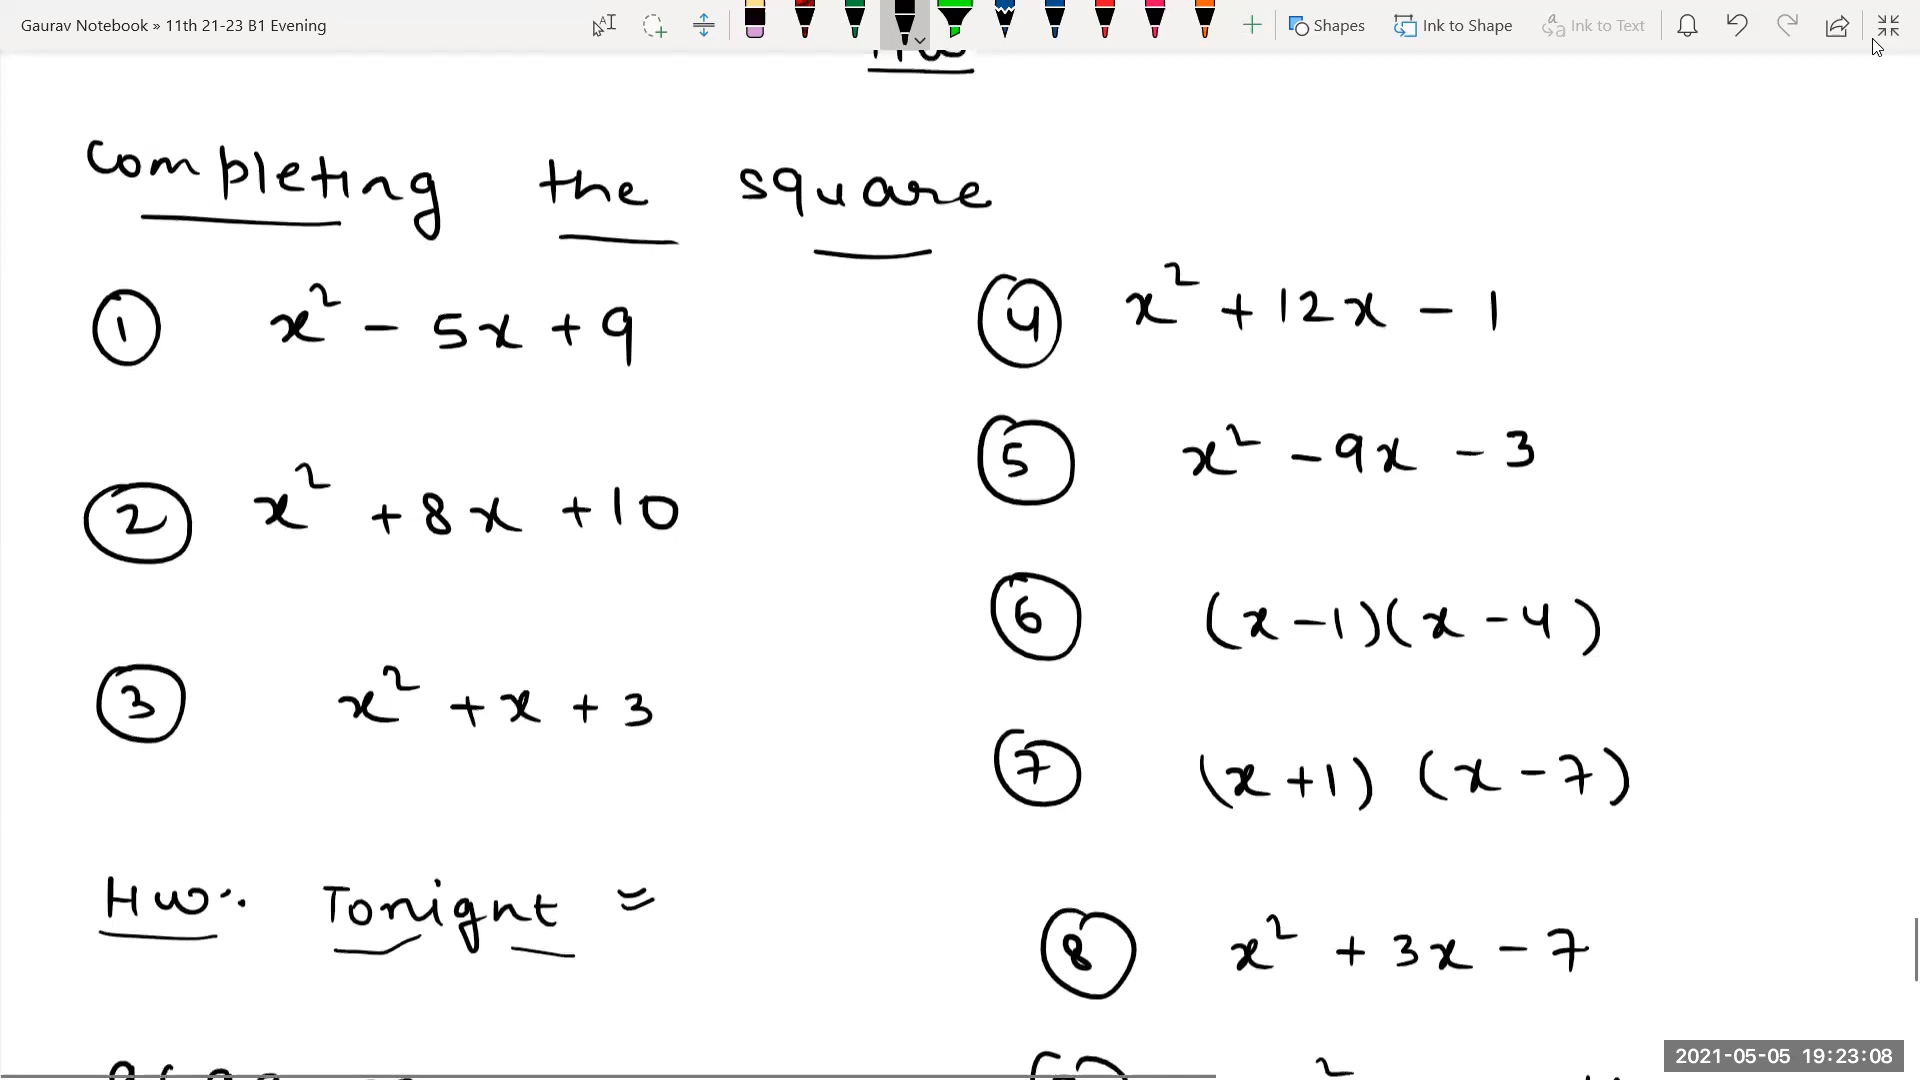 Gaurav Notebook » 11th 21-23 B1 Evening
Shapes
Ink to Shape
Ink to Text
Completing the square
① x² - 5x + 9
② x² + 8x + 10
③ x² + x + 3
Hw:. Tonight =
④ x² + 12x - 1
⑤ x² - 9x - 3
⑥ (x - 1)(x - 4)
⑦ (x + 1) (x - 7)
⑧ x² + 3x - 7
2021-05-05 19:23:08